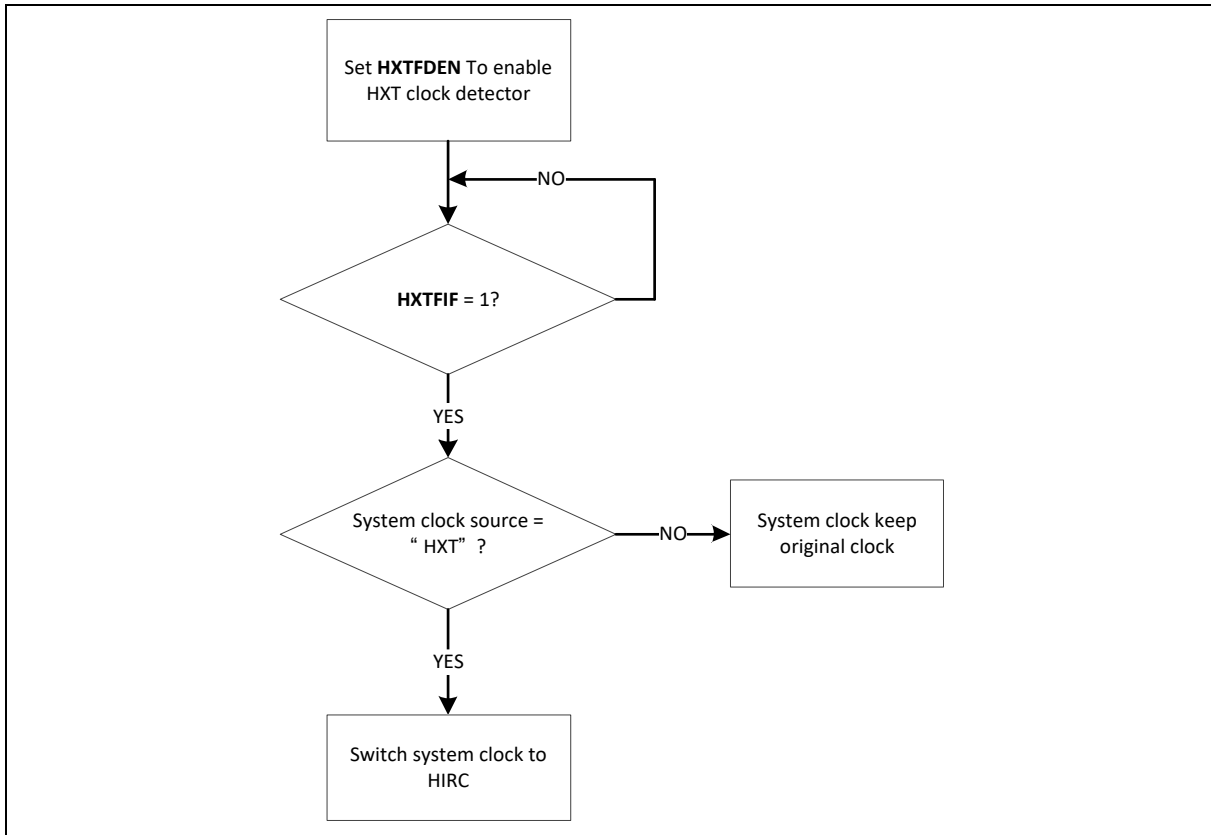 Set HXTFDEN To enable
HXT clock detector
NO
HXTFIF = 1?
YES
System clock source =
“ HXT” ?
NO
System clock keep
original clock
YES
Switch system clock to
HIRC